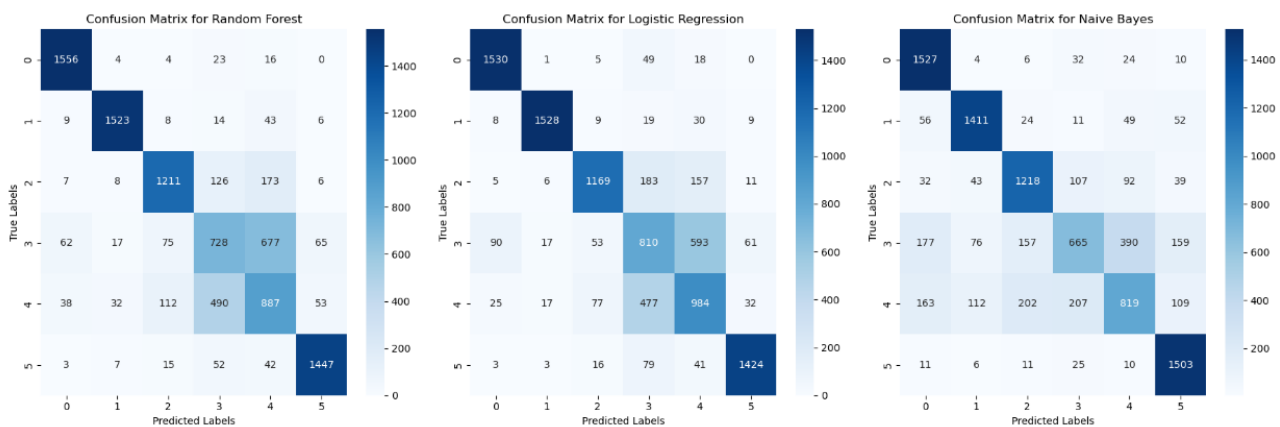 Confusion Matrix for Random Forest
True Labels
0 1556 4 4 23 16 0
1 9 1523 8 14 43 6
2 7 8 1211 126 173 6
3 62 17 75 728 677 65
4 38 32 112 490 887 53
5 3 7 15 52 42 1447
0 1 2 3 4 5
Predicted Labels
1400
1200
1000
800
600
400
200
0
Confusion Matrix for Logistic Regression
True Labels
0 1530 1 5 49 18 0
1 8 1528 9 19 30 9
2 5 6 1169 183 157 11
3 90 17 53 810 593 61
4 25 17 77 477 984 32
5 3 3 16 79 41 1424
0 1 2 3 4 5
Predicted Labels
1400
1200
1000
800
600
400
200
0
Confusion Matrix for Naive Bayes
True Labels
0 1527 4 6 32 24 10
1 56 1411 24 11 49 52
2 32 43 1218 107 92 39
3 177 76 157 665 390 159
4 163 112 202 207 819 109
5 11 6 11 25 10 1503
0 1 2 3 4 5
Predicted Labels
1400
1200
1000
800
600
400
200
0